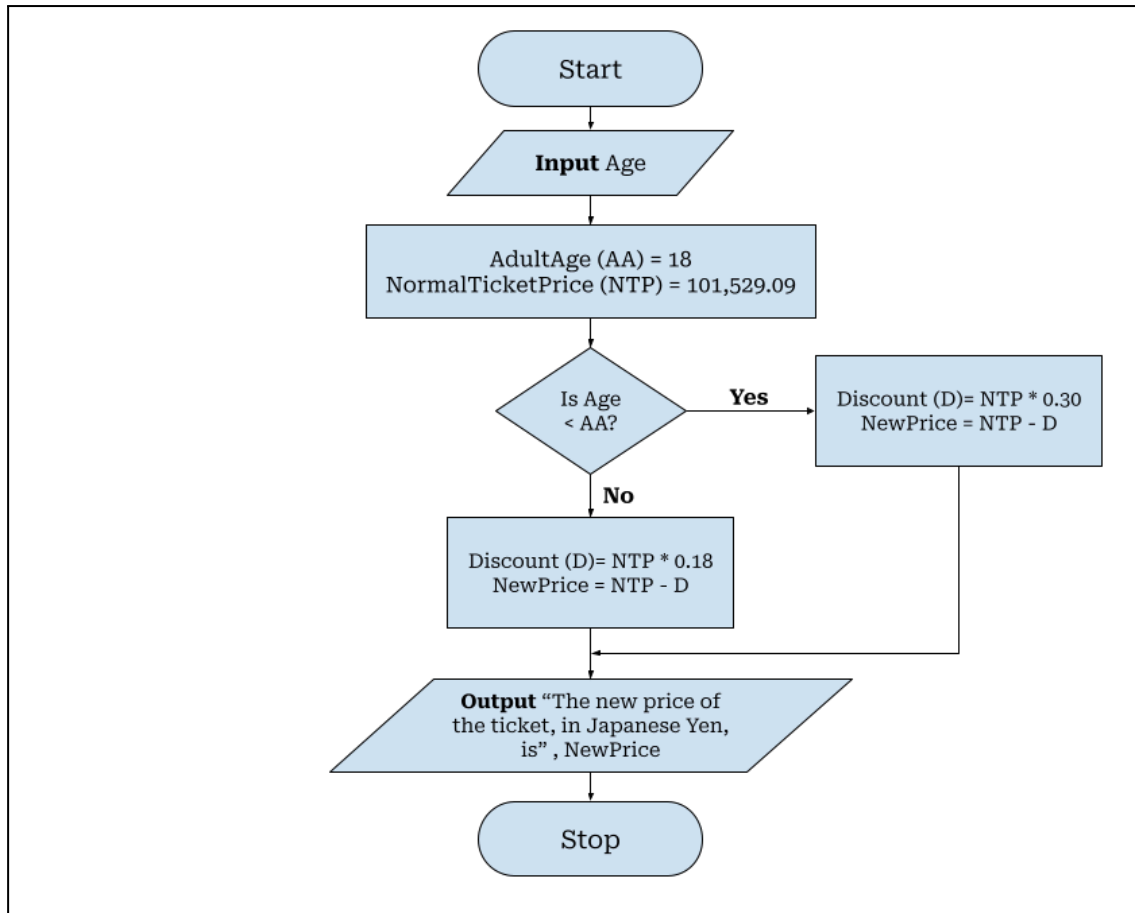 Start
Input Age
AdultAge (AA) = 18
NormalTicketPrice (NTP) = 101,529.09
Is Age
< AA?
Yes
Discount (D)= NTP * 0.30
NewPrice = NTP - D
No
Discount (D)= NTP * 0.18
NewPrice = NTP - D
Output “The new price of
the ticket, in Japanese Yen,
is” , NewPrice
Stop